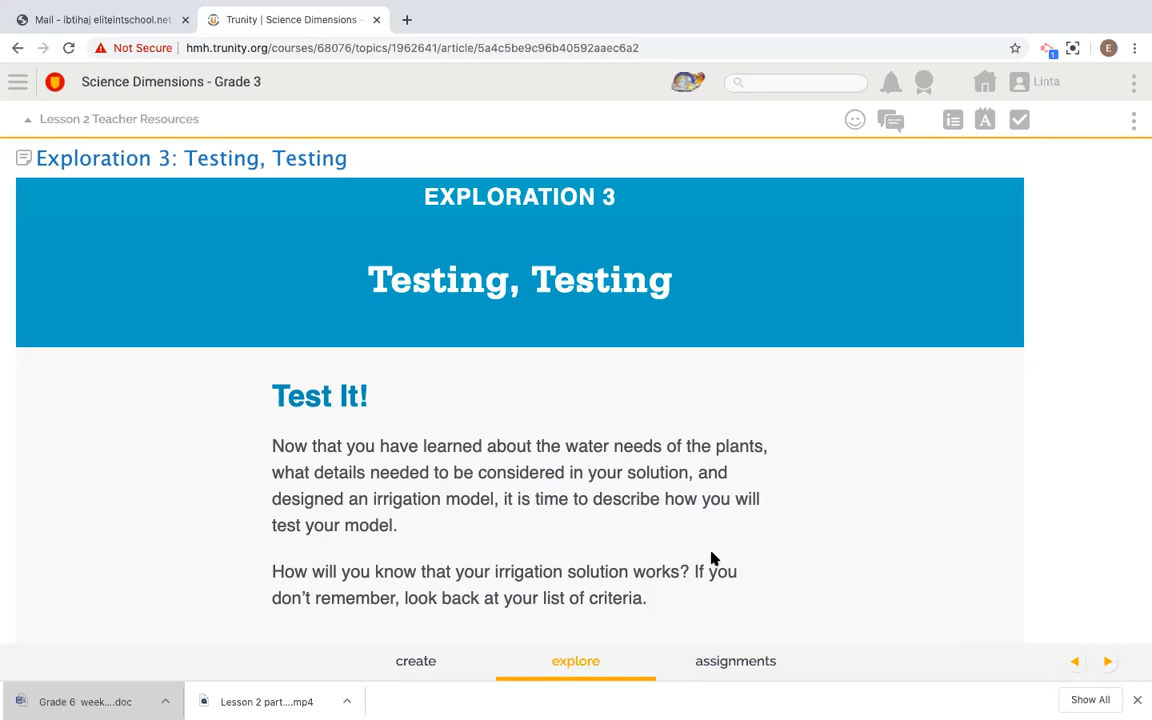 Mail - ibtihaj eliteintschool.net
Trunity | Science Dimensions -
Not Secure
hmh.trunity.org/courses/68076/topics/1962641/article/5a4c5be9c96b40592aaec6a2
1
E
Science Dimensions - Grade 3
Linta
Lesson 2 Teacher Resources
A
Exploration 3: Testing, Testing
EXPLORATION 3
Testing, Testing
Test It!
Now that you have learned about the water needs of the plants,
what details needed to be considered in your solution, and
designed an irrigation model, it is time to describe how you will
test your model.
How will you know that your irrigation solution works? If you
don't remember, look back at your list of criteria.
create
explore
assignments
Grade 6 week....doc
Lesson 2 part....mp4
Show All